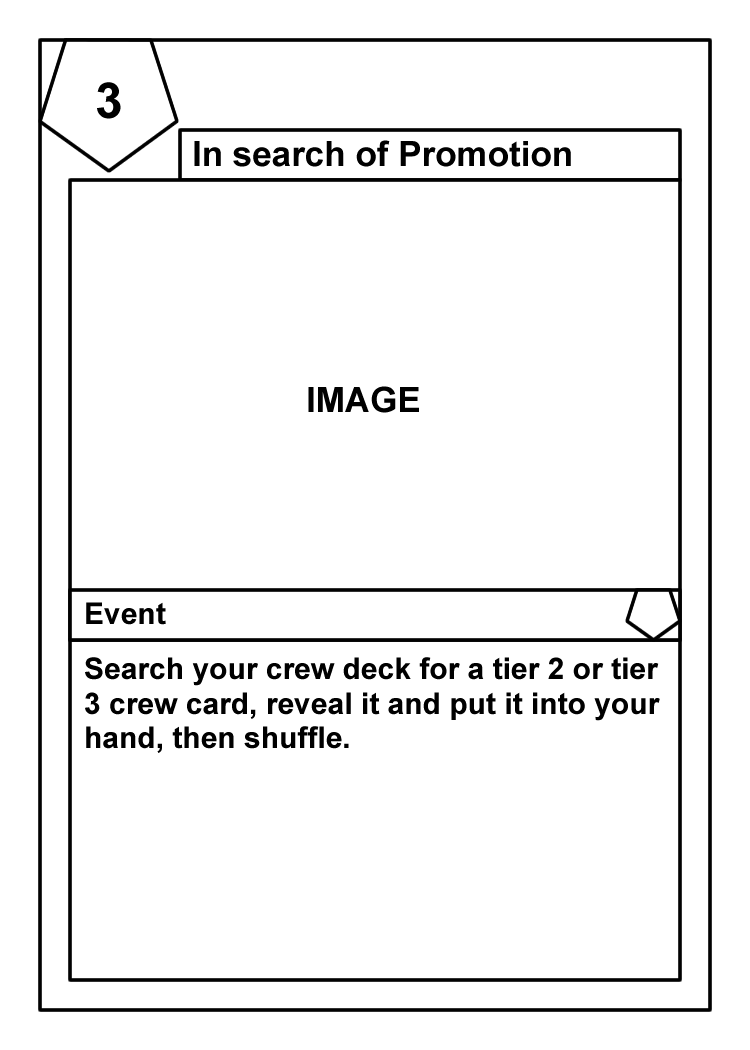 3
In search of Promotion
IMAGE
Event
Search your crew deck for a tier 2 or tier
3 crew card, reveal it and put it into your
hand, then shuffle.